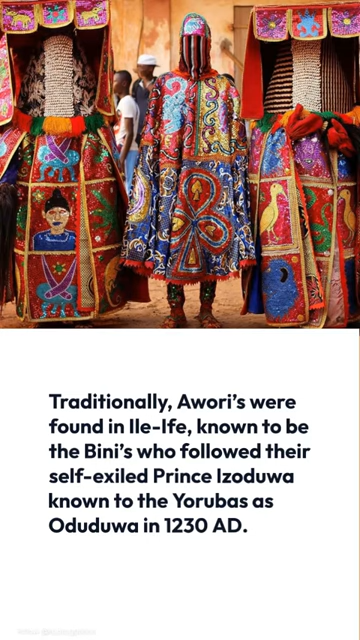 Traditionally, Awori's were
found in Ile-Ife, known to be
the Bini's who followed their
self-exiled Prince Izoduwa
known to the Yorubas as
Oduduwa in 1230 AD.